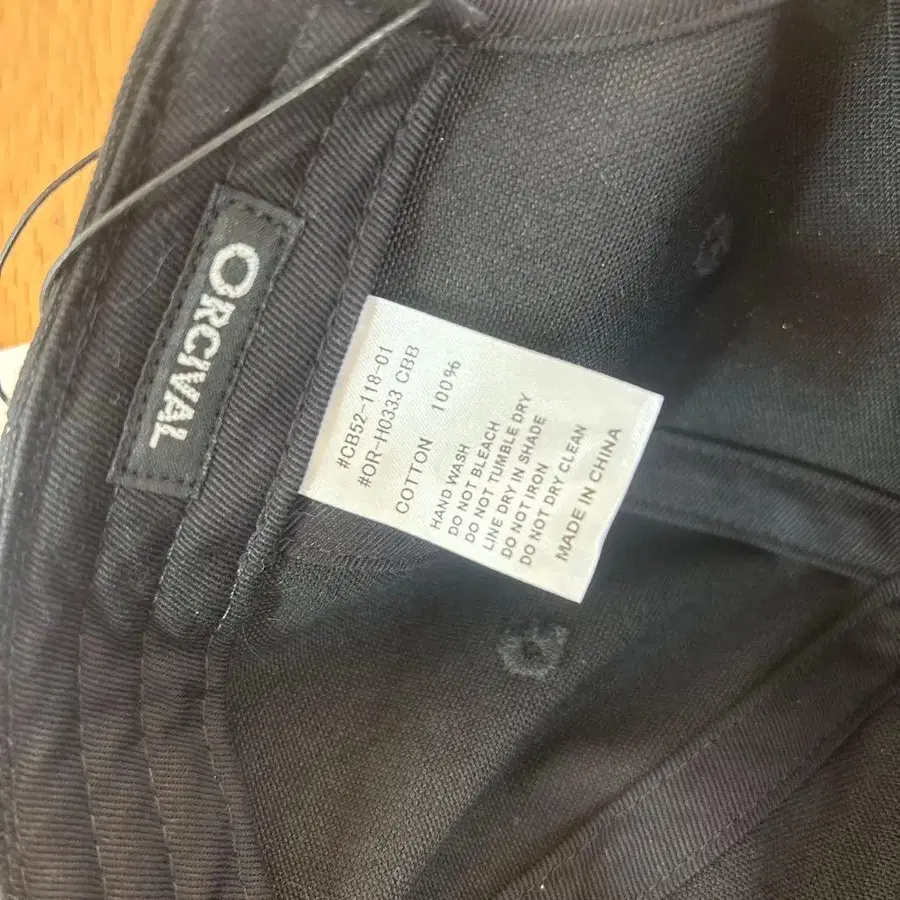 ORCIVAL
#CB52-118-01
#OR-H0333 CBB
COTTON 100%
HAND WASH
DO NOT BLEACH
DO NOT TUMBLE DRY
LINE DRY IN SHADE
DO NOT IRON
DO NOT DRY CLEAN
MADE IN CHINA